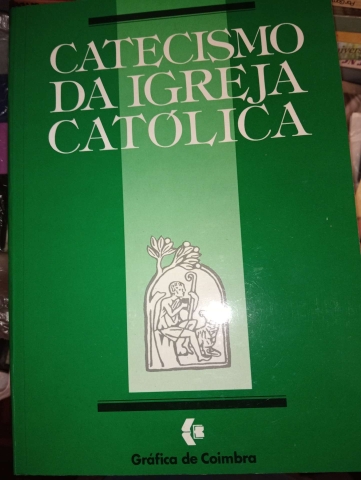 CATECISMO
DA IGREJA
CATÓLICA
Gráfica de Coimbra